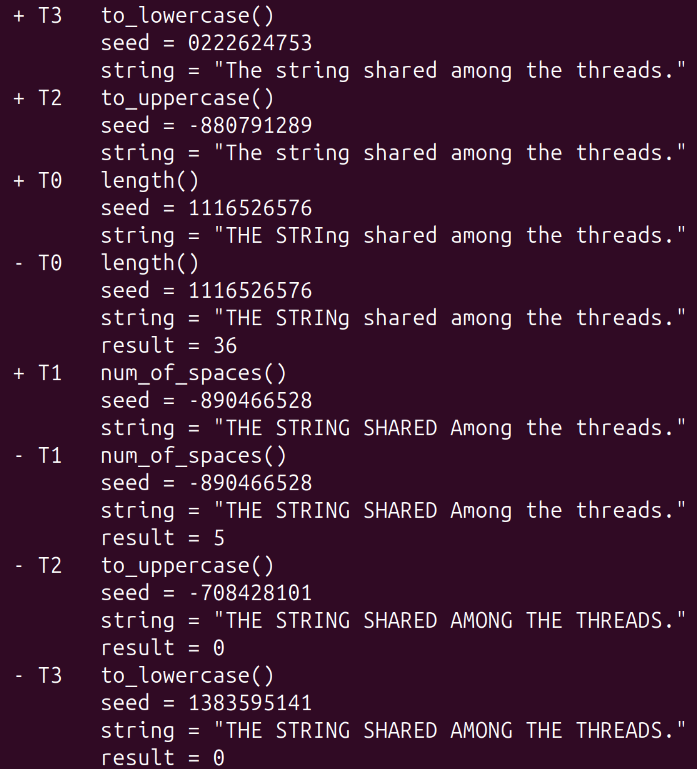 + T3   to_lowercase()
       seed = 0222624753
       string = "The string shared among the threads."
+ T2   to_uppercase()
       seed = -880791289
       string = "The string shared among the threads."
+ T0   length()
       seed = 1116526576
       string = "THE STRIng shared among the threads."
- T0   length()
       seed = 1116526576
       string = "THE STRINg shared among the threads."
       result = 36
+ T1   num_of_spaces()
       seed = -890466528
       string = "THE STRING SHARED Among the threads."
- T1   num_of_spaces()
       seed = -890466528
       string = "THE STRING SHARED Among the threads."
       result = 5
- T2   to_uppercase()
       seed = -708428101
       string = "THE STRING SHARED AMONG THE THREADS."
       result = 0
- T3   to_lowercase()
       seed = 1383595141
       string = "THE STRING SHARED AMONG THE THREADS."
       result = 0